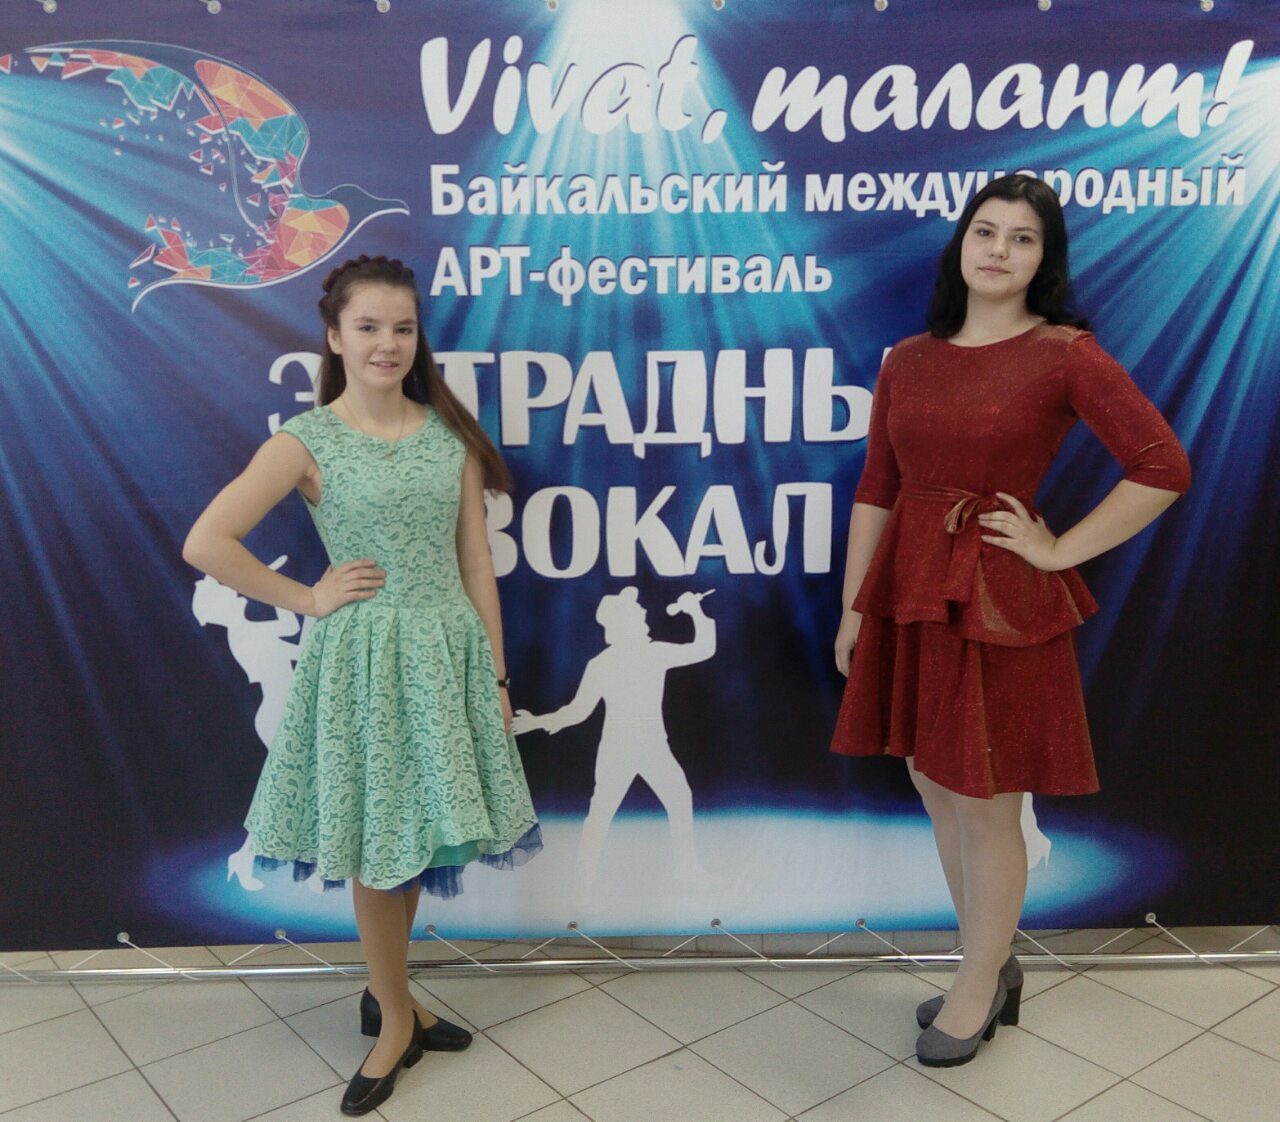 Vivat, талант!
Байкальский международный
АРТ-фестиваль
ВОКАЛ